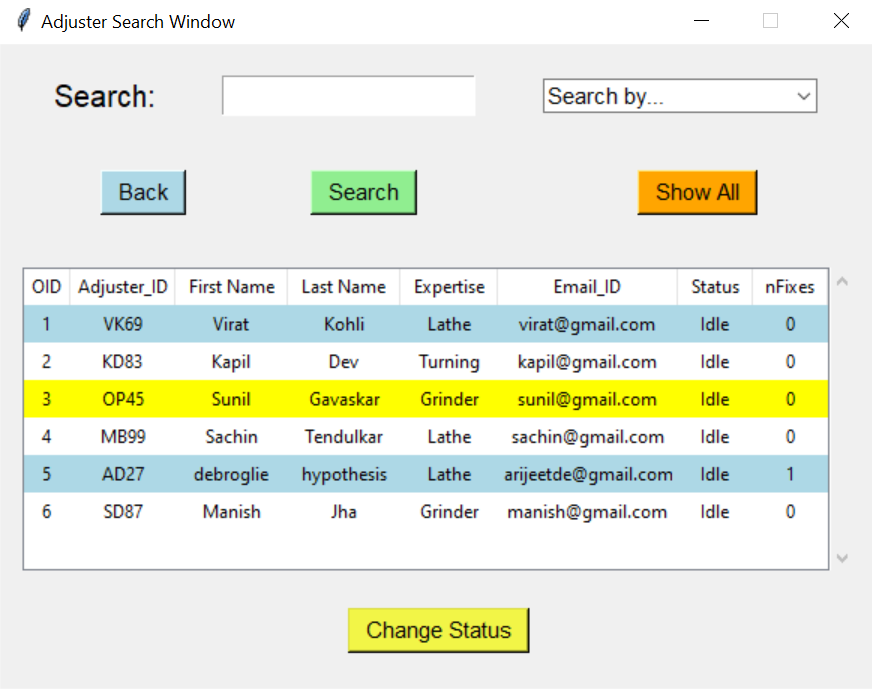 Adjuster Search Window
Search: Search by...
Back Search Show All
OID Adjuster_ID First Name Last Name Expertise Email_ID Status nFixes
1 VK69 Virat Kohli Lathe virat@gmail.com Idle 0
2 KD83 Kapil Dev Turning kapil@gmail.com Idle 0
3 OP45 Sunil Gavaskar Grinder sunil@gmail.com Idle 0
4 MB99 Sachin Tendulkar Lathe sachin@gmail.com Idle 0
5 AD27 debroglie hypothesis Lathe arijeetde@gmail.com Idle 1
6 SD87 Manish Jha Grinder manish@gmail.com Idle 0
Change Status